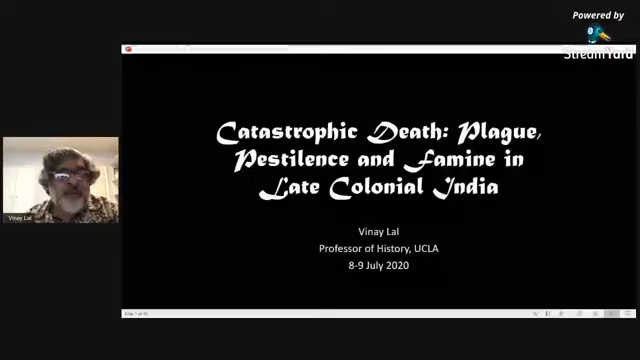 Powered by
StreamYard
Catastrophic Death: Plague,
Pestilence and Famine in
Late Colonial India
Vinay Lal
Professor of History, UCLA
8-9 July 2020
Vinay Lal